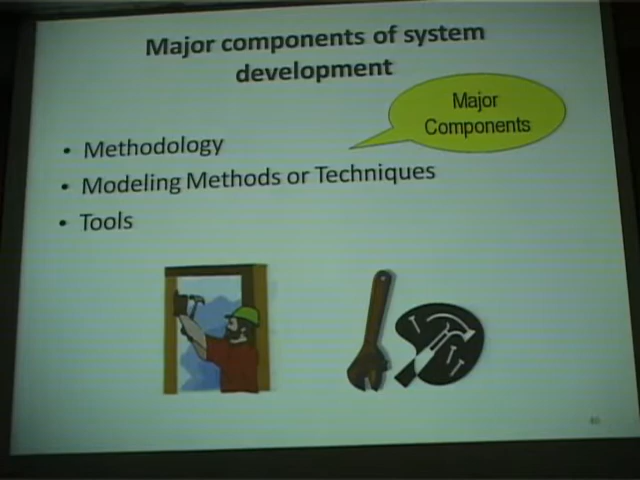 Major components of system
development
Major
Components
• Methodology
• Modeling Methods or Techniques
• Tools